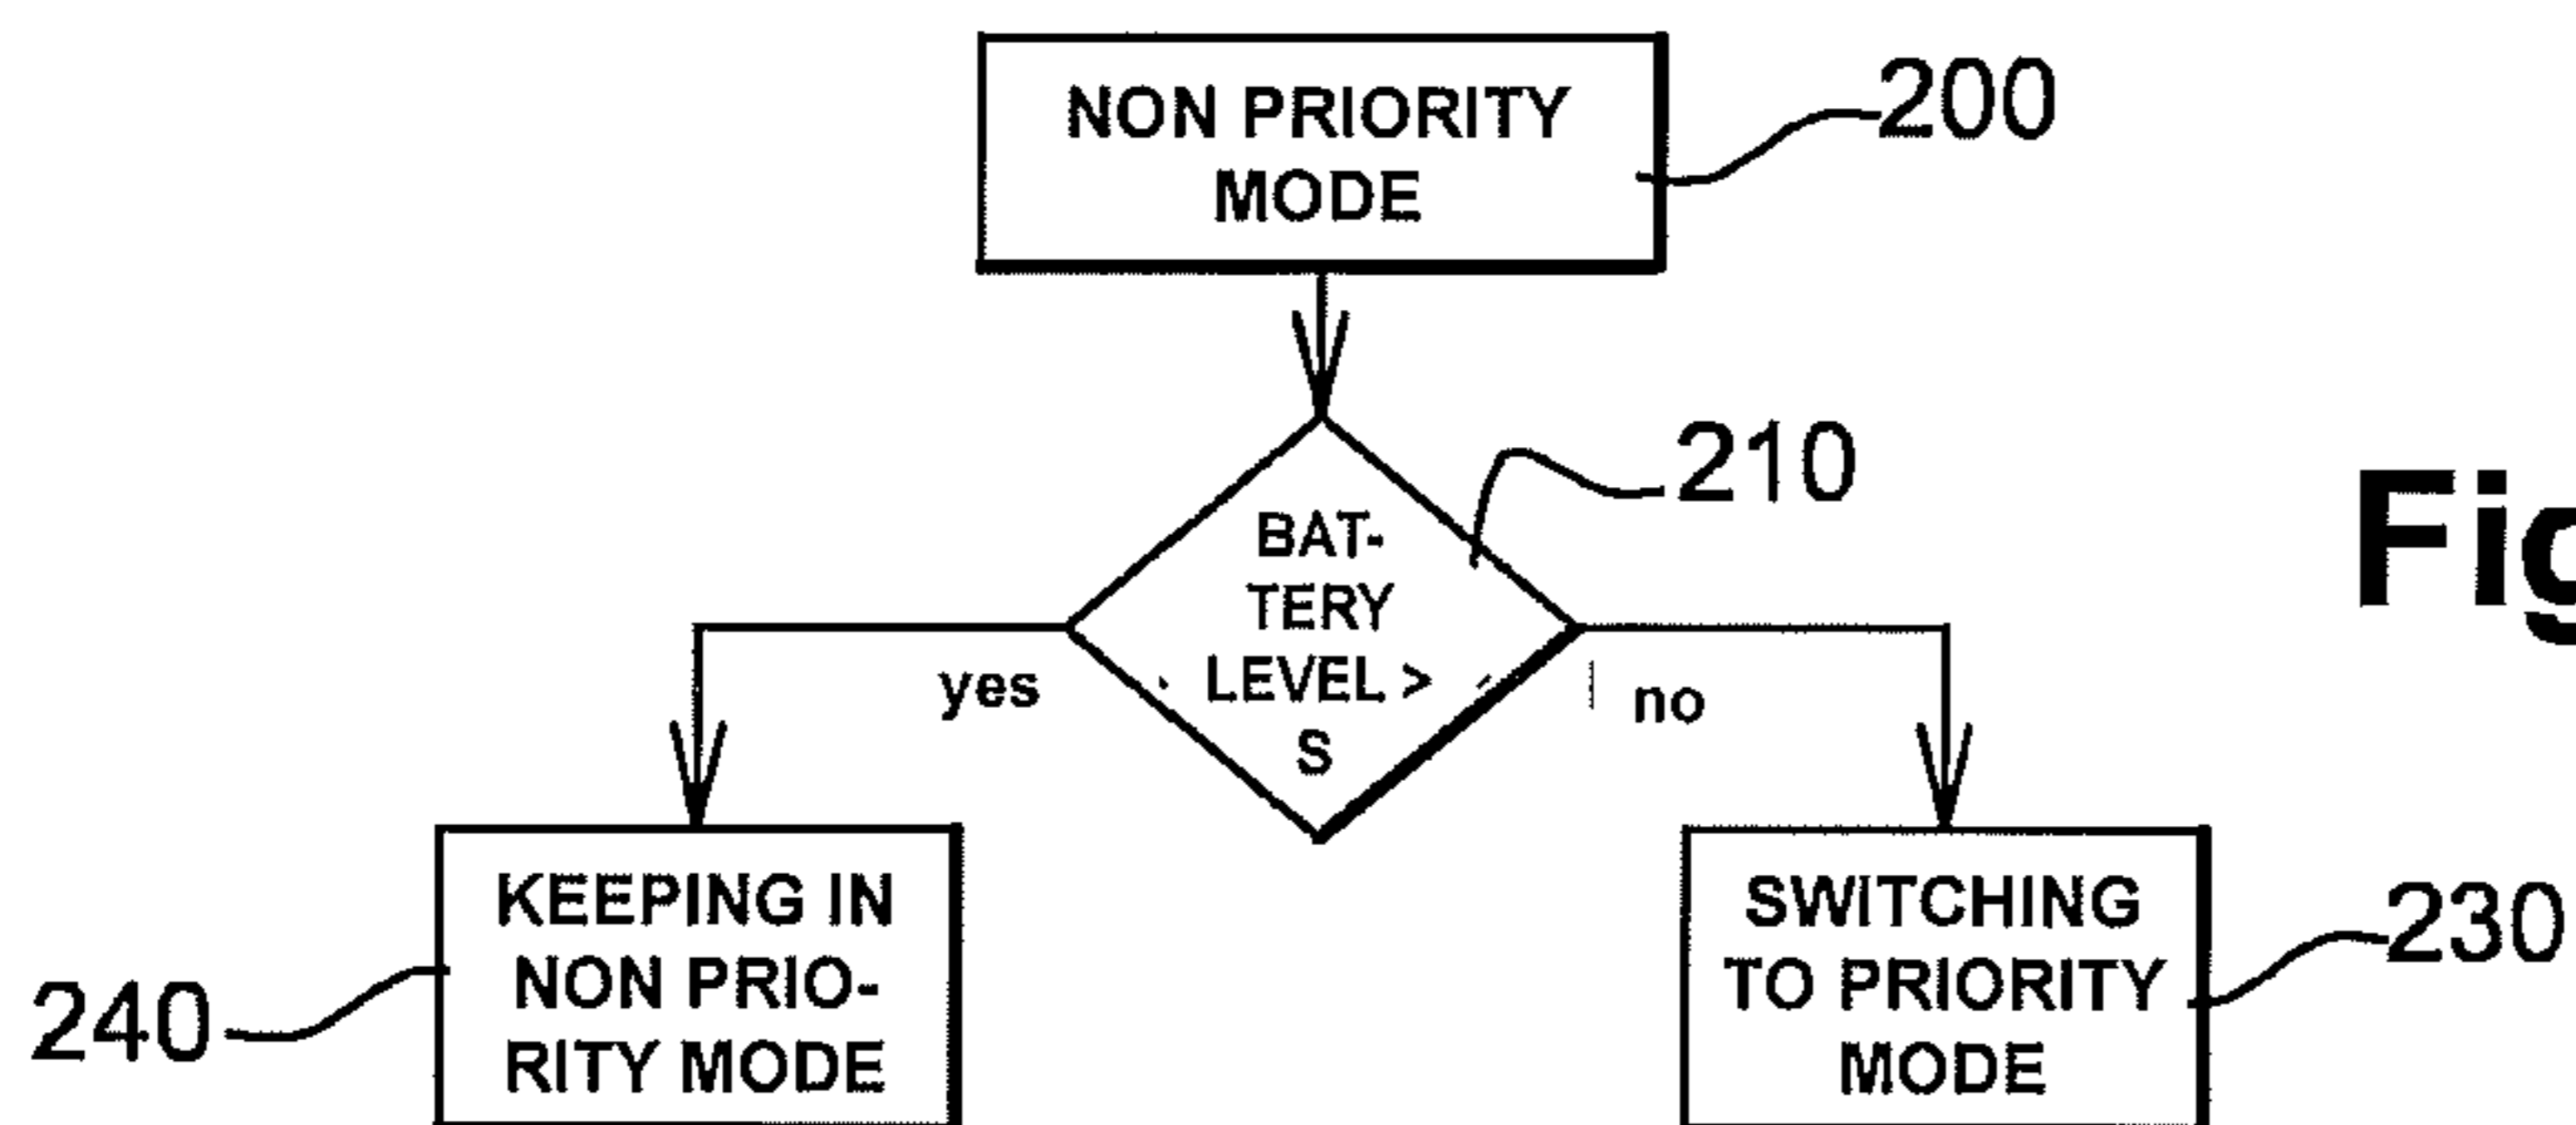 NON PRIORITY
MODE
200
BAT-
TERY
LEVEL >
S
210
Fig
yes
no
KEEPING IN
NON PRIO-
RITY MODE
240
SWITCHING
TO PRIORITY
MODE
230